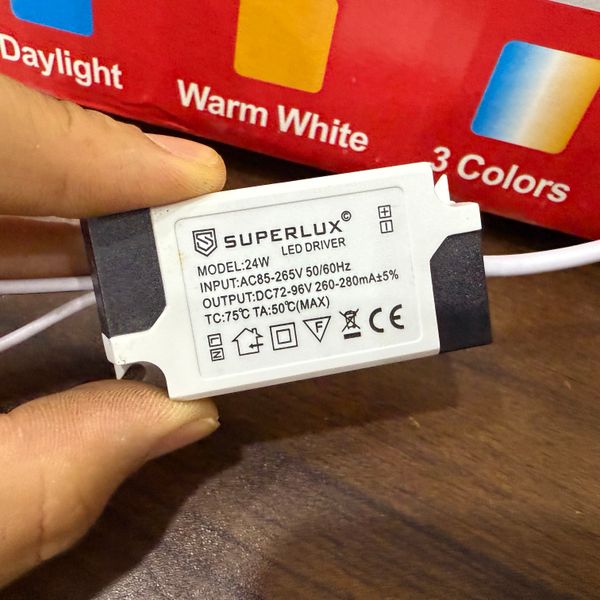 Daylight
Warm White
3 Colors
SUPERLUX©
LED DRIVER
MODEL:24W
INPUT:AC85-265V 50/60Hz
OUTPUT:DC72-96V 260-280mA±5%
TC:75℃ TA:50℃(MAX)
L
N
F
CE